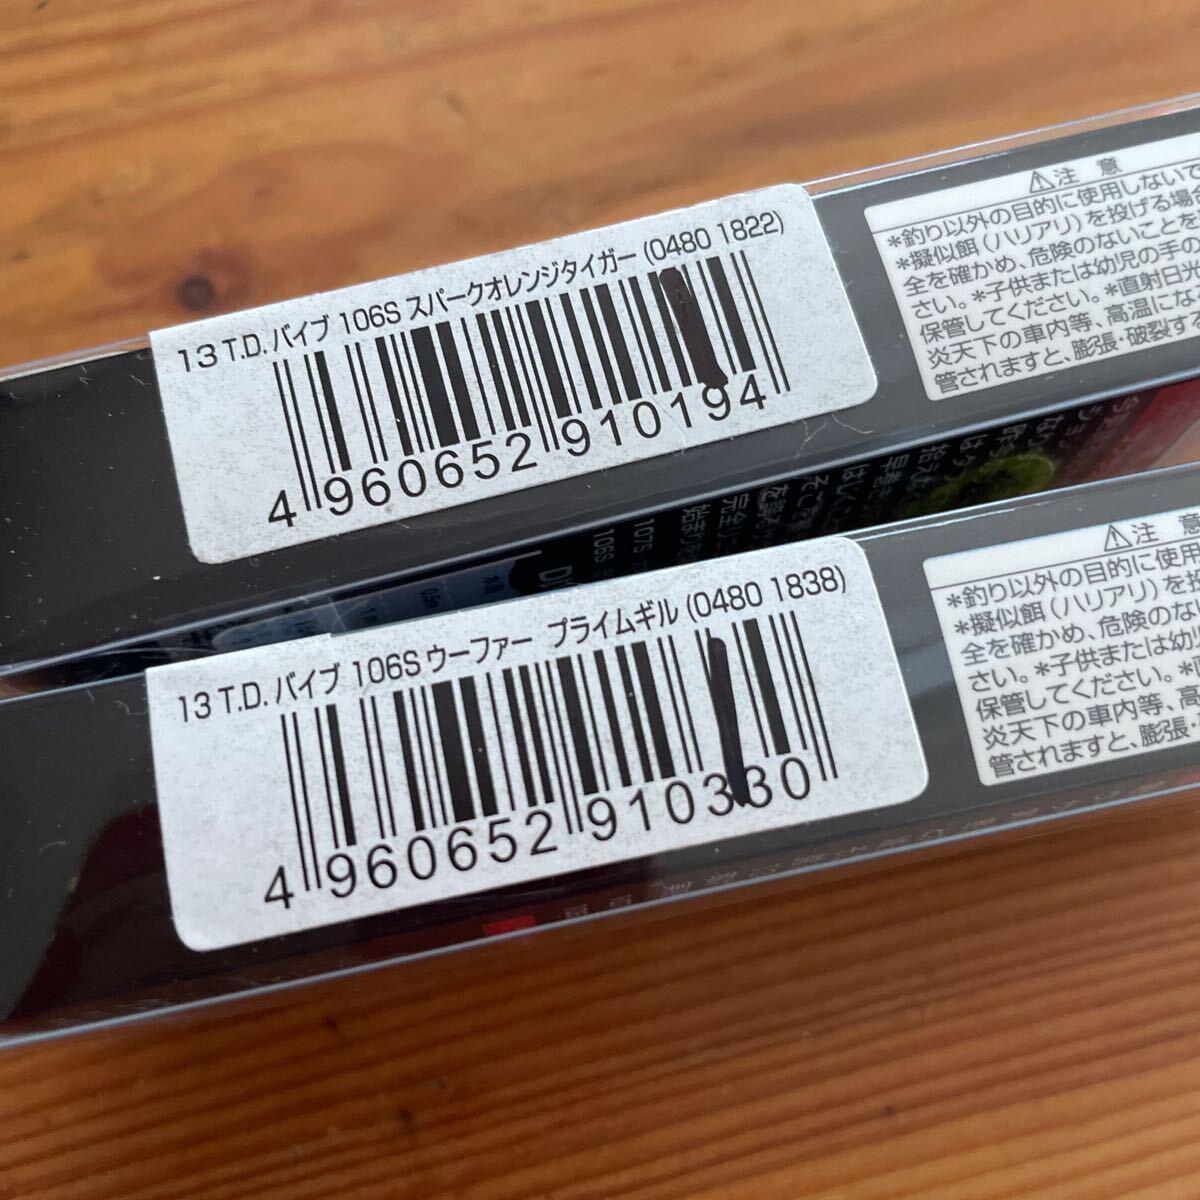 13 T.D. バイブ 106S スパークオレンジタイガー (0480 1822)
4 960652 910194
⚠注 意
*釣り以外の目的に使用しないで
*擬似餌(ハリアリ)を投げる場
全を確かめ、危険のないことを
さい。*子供または幼児の手の
保管してください。*直射日光
炎天下の車内等、高温にな
管されますと、膨張・破裂す
107S
106S
13 T.D. バイブ 106S ウーファー プライムギル (0480 1838)
4 960652 910330
⚠注 意
*釣り以外の目的に使用
*擬似餌(ハリアリ)を投
全を確かめ、危険のな
さい。*子供または幼
保管してください。*
炎天下の車内等、高
管されますと、膨張・